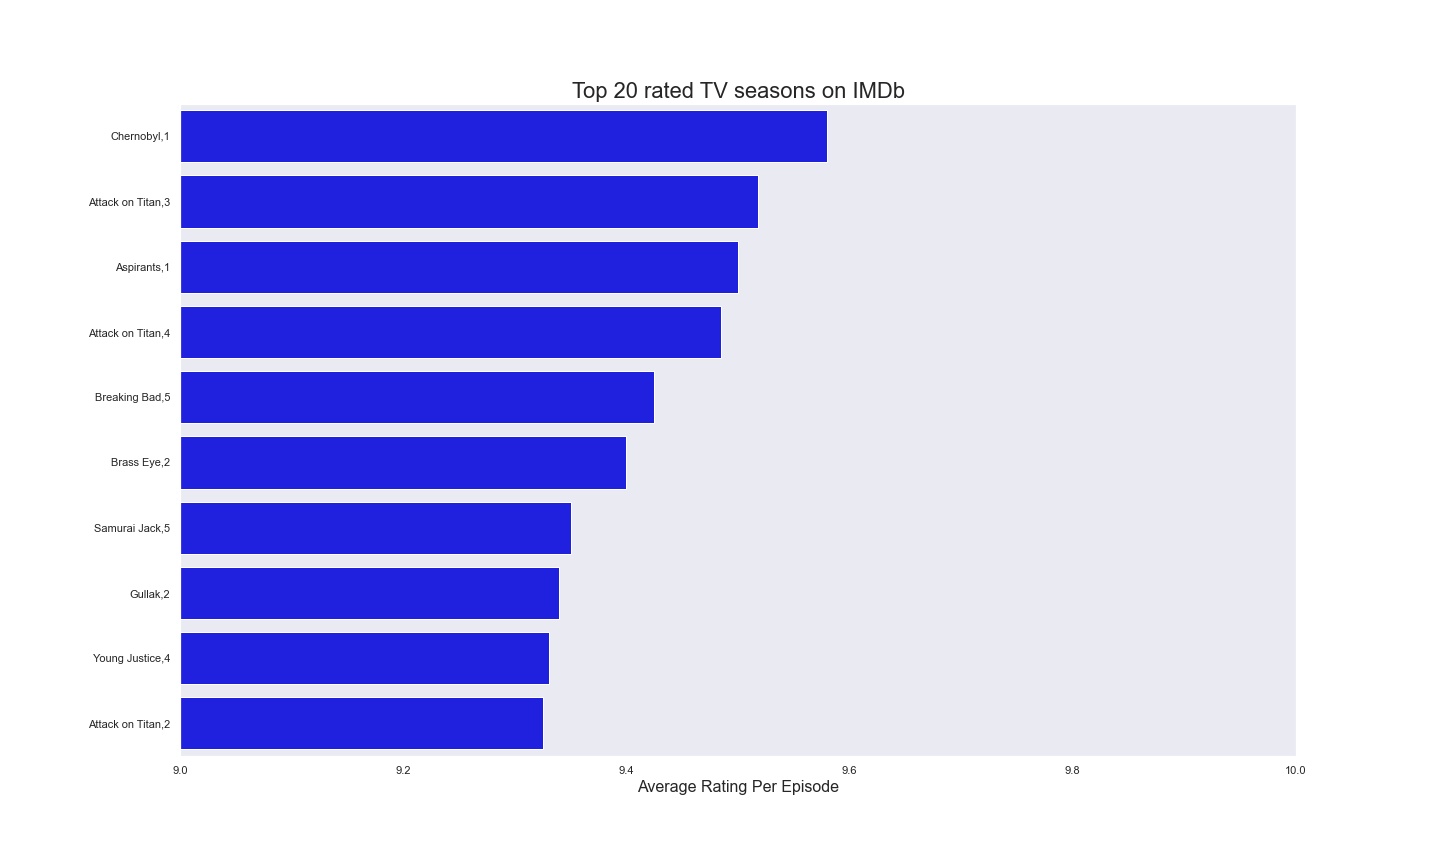 Top 20 rated TV seasons on IMDb
Chernobyl,1
Attack on Titan,3
Aspirants,1
Attack on Titan,4
Breaking Bad,5
Brass Eye,2
Samurai Jack,5
Gullak,2
Young Justice,4
Attack on Titan,2
9.0 9.2 9.4 9.6 9.8 10.0
Average Rating Per Episode